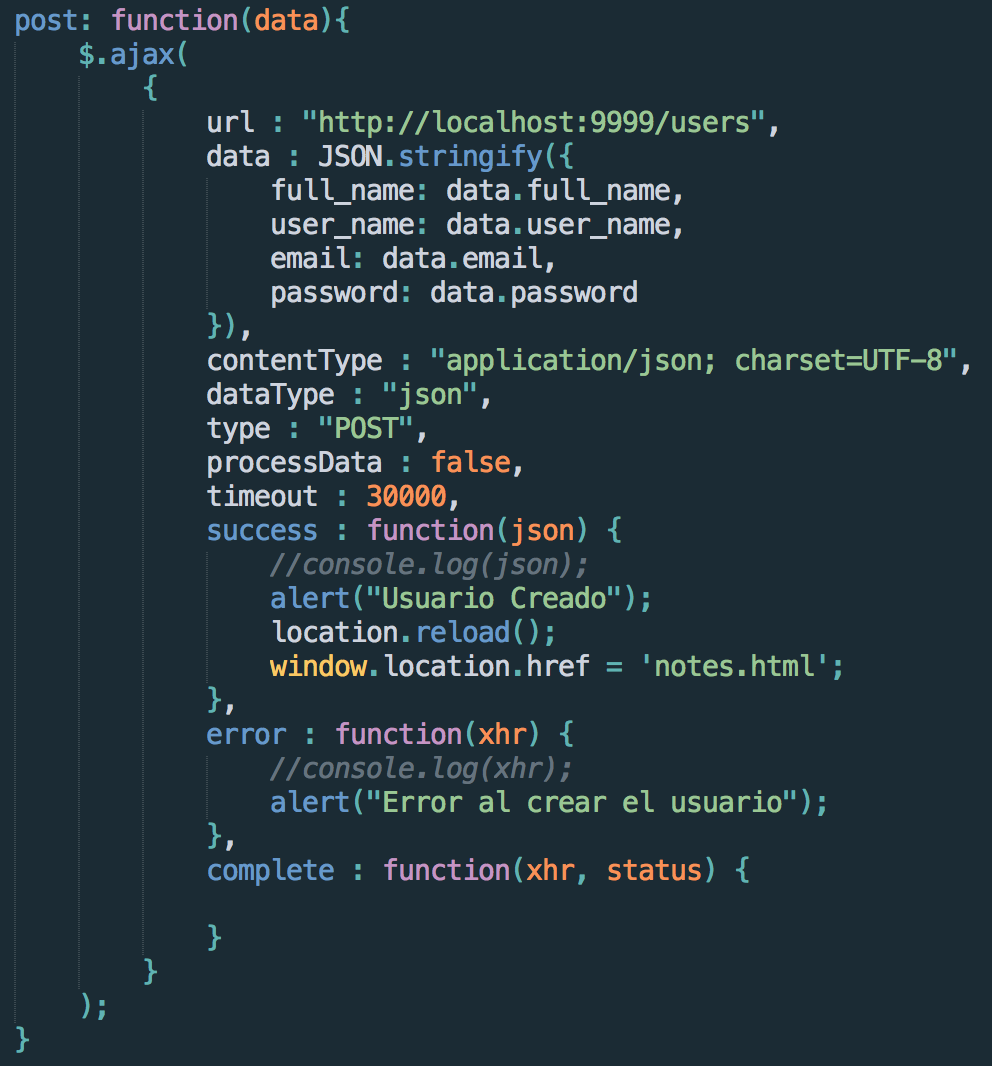 post: function(data){
    $.ajax(
        {
            url : "http://localhost:9999/users",
            data : JSON.stringify({
                full_name: data.full_name,
                user_name: data.user_name,
                email: data.email,
                password: data.password
            }),
            contentType : "application/json; charset=UTF-8",
            dataType : "json",
            type : "POST",
            processData : false,
            timeout : 30000,
            success : function(json) {
                //console.log(json);
                alert("Usuario Creado");
                location.reload();
                window.location.href = 'notes.html';
            },
            error : function(xhr) {
                //console.log(xhr);
                alert("Error al crear el usuario");
            },
            complete : function(xhr, status) {

            }
        }
    );
}